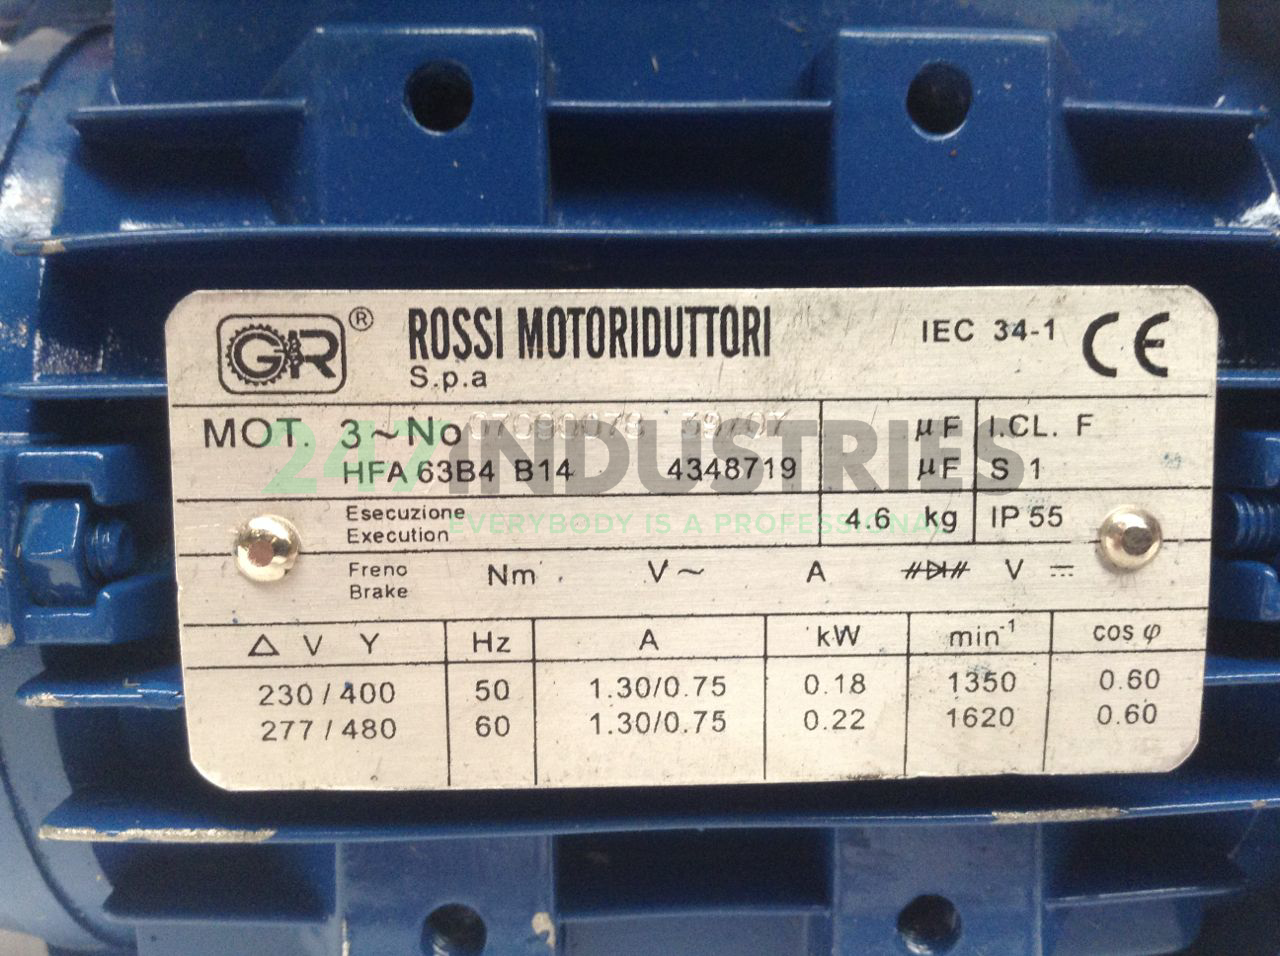 GR ® ROSSI MOTORIDUTTORI IEC 34-1 CE
S.p.a
MOT. 3~No 07090078 39/07 µF I.CL. F
HFA 63B4 B14 4348719 µF S 1
247 INDUSTRIES
EVERYBODY IS A PROFESSIONAL
Esecuzione
Execution 4.6 kg IP 55
Freno
Brake Nm V~ A V ⎓
Δ V Y Hz A kW min⁻¹ cos φ
230 / 400 50 1.30/0.75 0.18 1350 0.60
277 / 480 60 1.30/0.75 0.22 1620 0.60